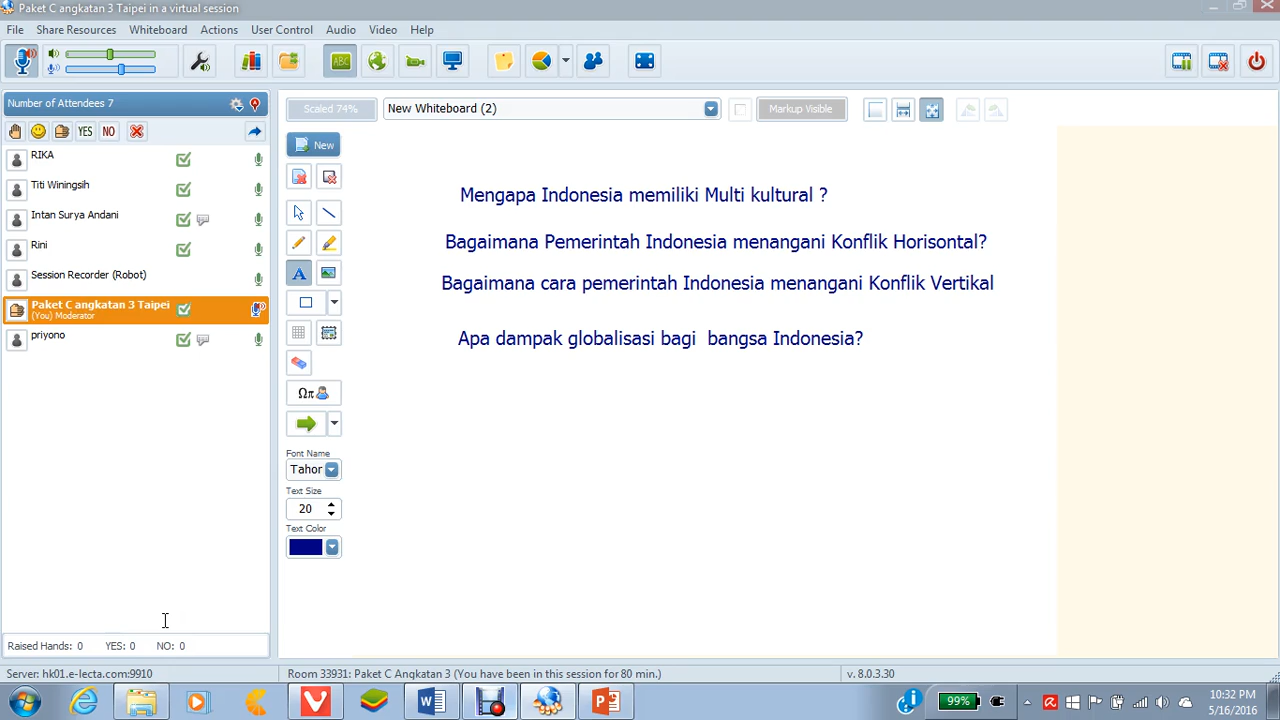 Paket C angkatan 3 Taipei in a virtual session
File Share Resources Whiteboard Actions User Control Audio Video Help
ABC
Number of Attendees 7
Scaled 74%
New Whiteboard (2)
Markup Visible
YES NO
New
RIKA
Titi Winingsih
Intan Surya Andani
Rini
Session Recorder (Robot)
Paket C angkatan 3 Taipei
(You) Moderator
priyono
Mengapa Indonesia memiliki Multi kultural ?
Bagaimana Pemerintah Indonesia menangani Konflik Horisontal?
Bagaimana cara pemerintah Indonesia menangani Konflik Vertikal
Apa dampak globalisasi bagi  bangsa Indonesia?
A
Ωπ
Font Name
Tahor
Text Size
20
Text Color
Raised Hands: 0 YES: 0 NO: 0
Server: hk01.e-lecta.com:9910
Room 33931: Paket C Angkatan 3 (You have been in this session for 80 min.)
v. 8.0.3.30
99%
10:32 PM
5/16/2016